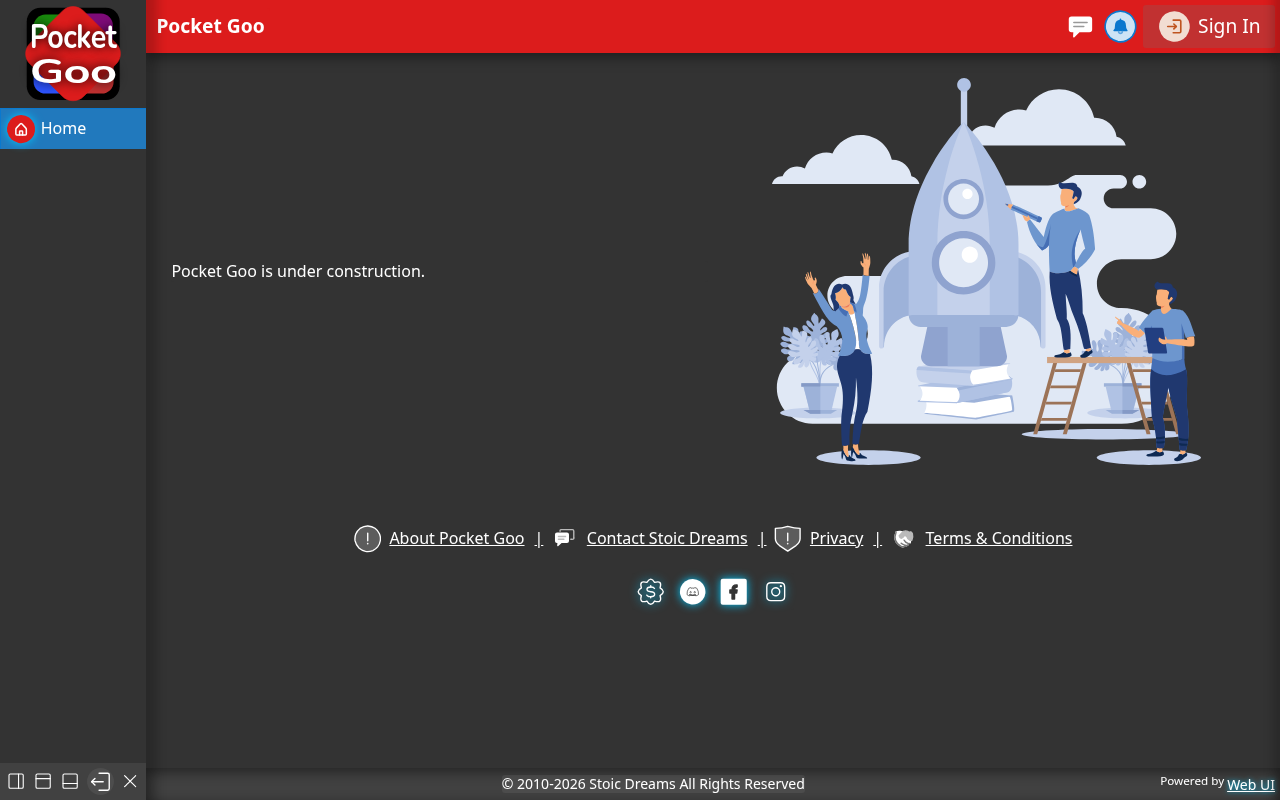 Pocket
Goo
Pocket Goo
Sign In
Home
Pocket Goo is under construction.
About Pocket Goo | Contact Stoic Dreams | Privacy | Terms & Conditions
© 2010-2026 Stoic Dreams All Rights Reserved
Powered by Web UI